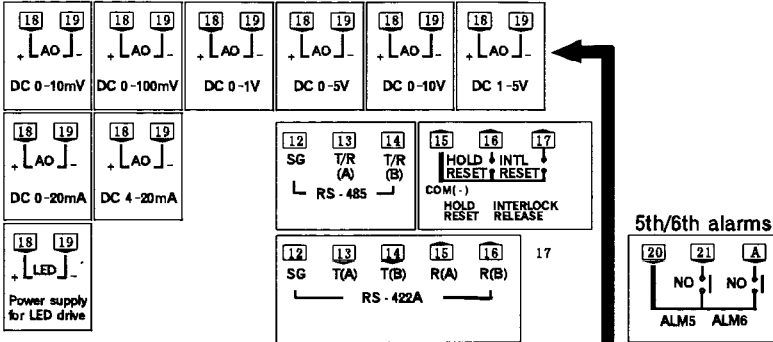 18 19 18 19 18 19 18 19 18 19 18 19
+ AO - + AO - + AO - + AO - + AO - + AO -
DC 0-10mV DC 0-100mV DC 0-1V DC 0-5V DC 0-10V DC 1-5V
18 19 18 19
+ AO - + AO -
DC 0-20mA DC 4-20mA
12 13 14
SG T/R T/R
(A) (B)
RS-485
15 16 17
HOLD INTL
RESET RESET
COM(-)
HOLD INTERLOCK
RESET RELEASE
18 19
+ LED -
Power supply
for LED drive
12 13 14 15 16 17
SG T(A) T(B) R(A) R(B)
RS-422A
5th/6th alarms
20 21 A
NO NO
ALM5 ALM6